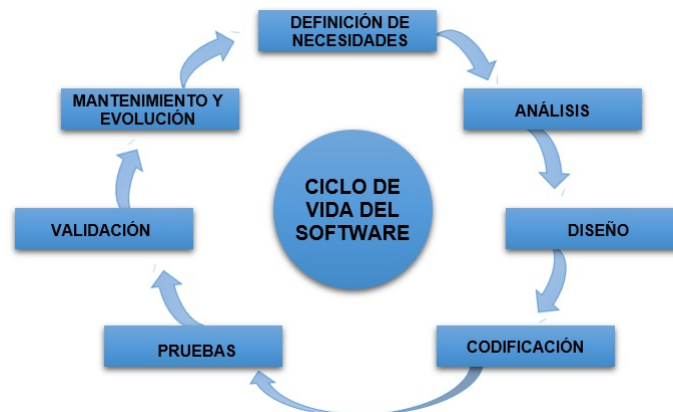 DEFINICIÓN DE
NECESIDADES
ANÁLISIS
DISEÑO
CODIFICACIÓN
PRUEBAS
VALIDACIÓN
MANTENIMIENTO Y
EVOLUCIÓN
CICLO DE
VIDA DEL
SOFTWARE